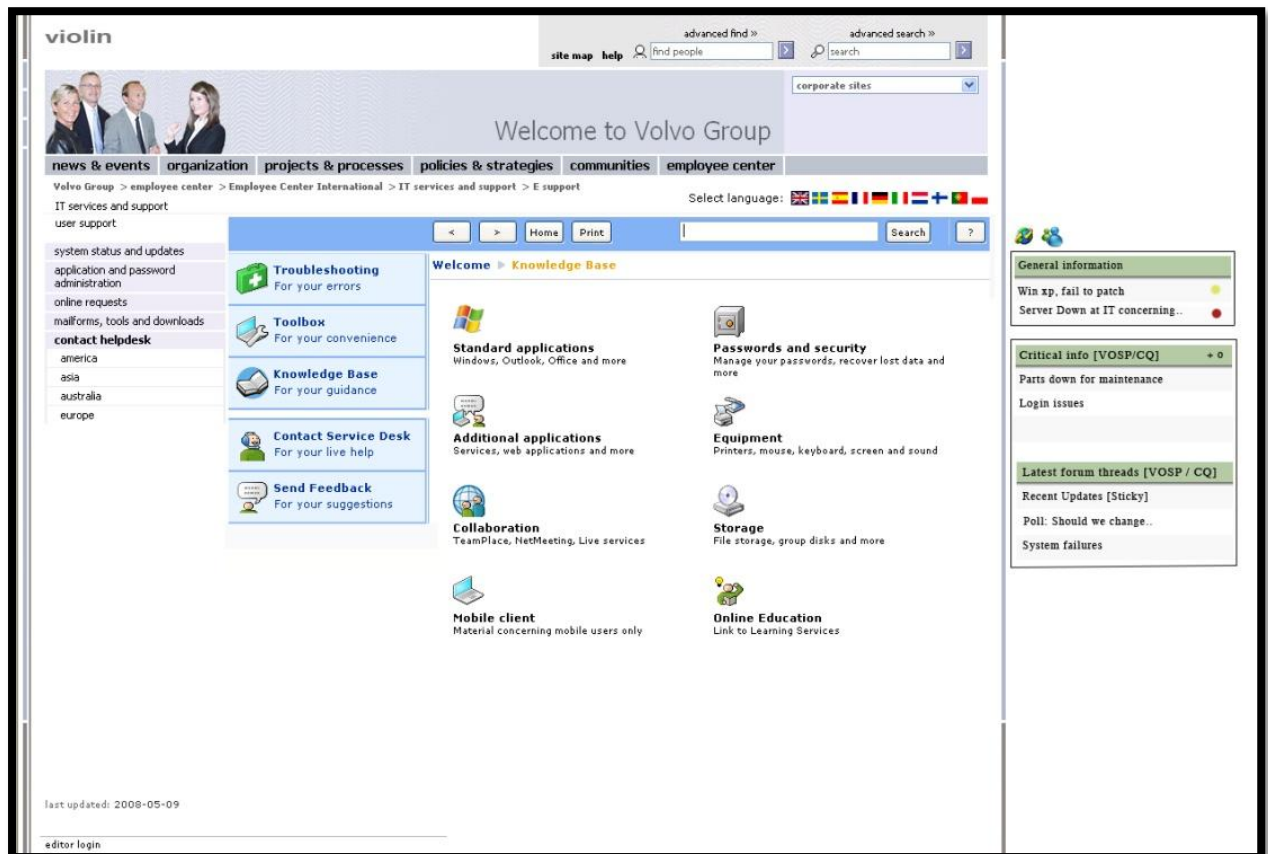 violin
advanced find »
advanced search »
site map help find people > search >
corporate sites
Welcome to Volvo Group
news & events organization projects & processes policies & strategies communities employee center
Volvo Group > employee center > Employee Center International > IT services and support > E support
Select language:
IT services and support
user support
system status and updates
application and password
administration
online requests
mailforms, tools and downloads
contact helpdesk
america
asia
australia
europe
< > Home Print Search ?
Troubleshooting
For your errors
Toolbox
For your convenience
Knowledge Base
For your guidance
Contact Service Desk
For your live help
Send Feedback
For your suggestions
Welcome Knowledge Base
Standard applications
Windows, Outlook, Office and more
Passwords and security
Manage your passwords, recover lost data and
more
Additional applications
Services, web applications and more
Equipment
Printers, mouse, keyboard, screen and sound
Collaboration
TeamPlace, NetMeeting, Live services
Storage
File storage, group disks and more
Mobile client
Material concerning mobile users only
Online Education
Link to Learning Services
General information
Win xp, fail to patch
Server Down at IT concerning..
Critical info [VOSP/CQ] + o
Parts down for maintenance
Login issues
Latest forum threads [VOSP / CQ]
Recent Updates [Sticky]
Poll: Should we change..
System failures
last updated: 2008-05-09
editor login